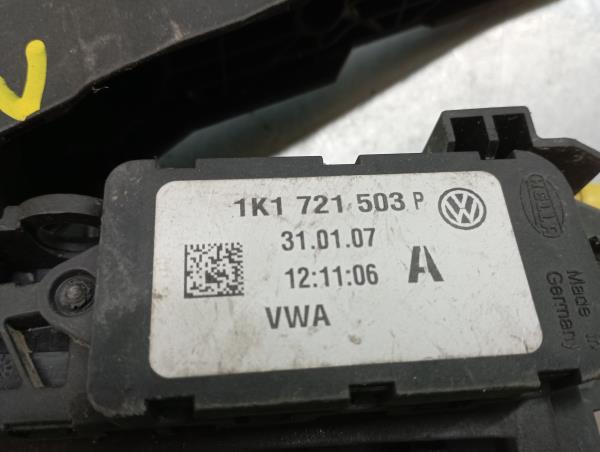 1K1 721 503 P
31.01.07
12:11:06 A
VWA
HELLA
Made in
Germany